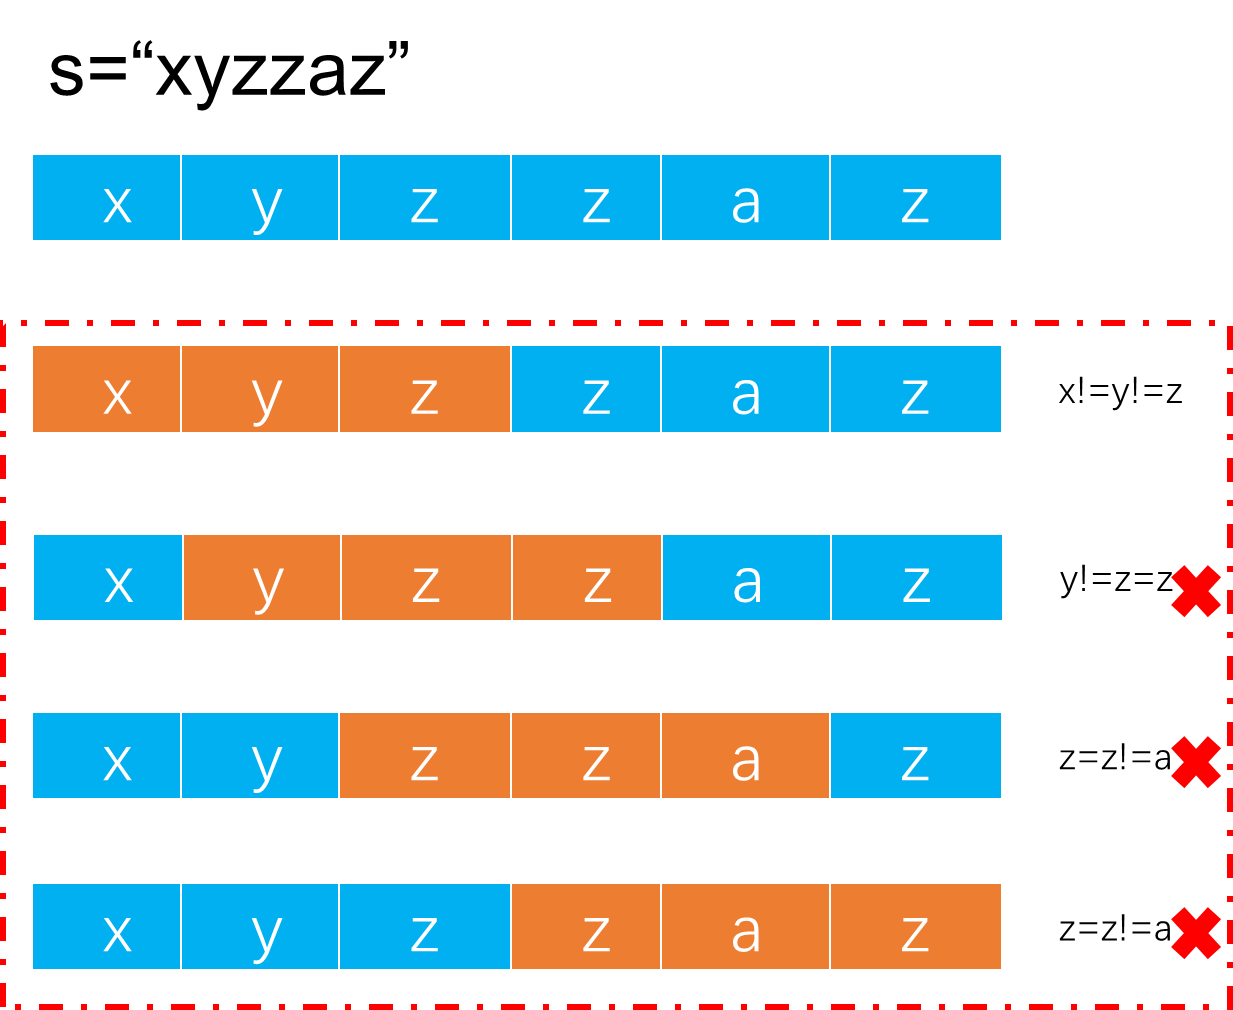 s=“xyzzaz”
x y z z a z
x y z z a z x!=y!=z
x y z z a z y!=z=z
x y z z a z z=z!=a
x y z z a z z=z!=a